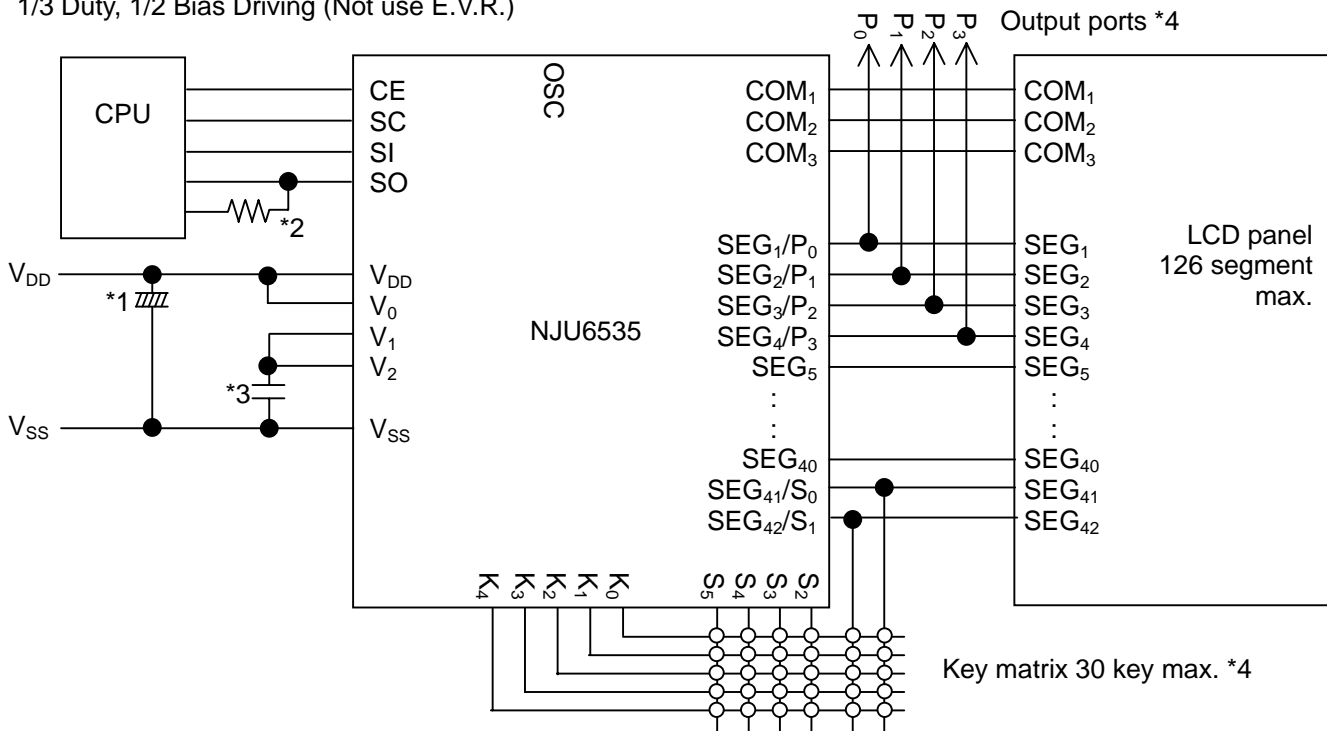 1/3 Duty, 1/2 Bias Driving (Not use E.V.R.)
P0 P1 P2 P3
Output ports *4
CPU
OSC
CE
SC
SI
SO
*2
VDD
*1
VSS
*3
VDD
V0
V1
V2
VSS
NJU6535
COM1
COM2
COM3
SEG1/P0
SEG2/P1
SEG3/P2
SEG4/P3
SEG5
:
:
SEG40
SEG41/S0
SEG42/S1
COM1
COM2
COM3
SEG1
SEG2
SEG3
SEG4
SEG5
:
:
SEG40
SEG41
SEG42
LCD panel
126 segment
max.
K4 K3 K2 K1 K0
S5 S4 S3 S2
Key matrix 30 key max. *4